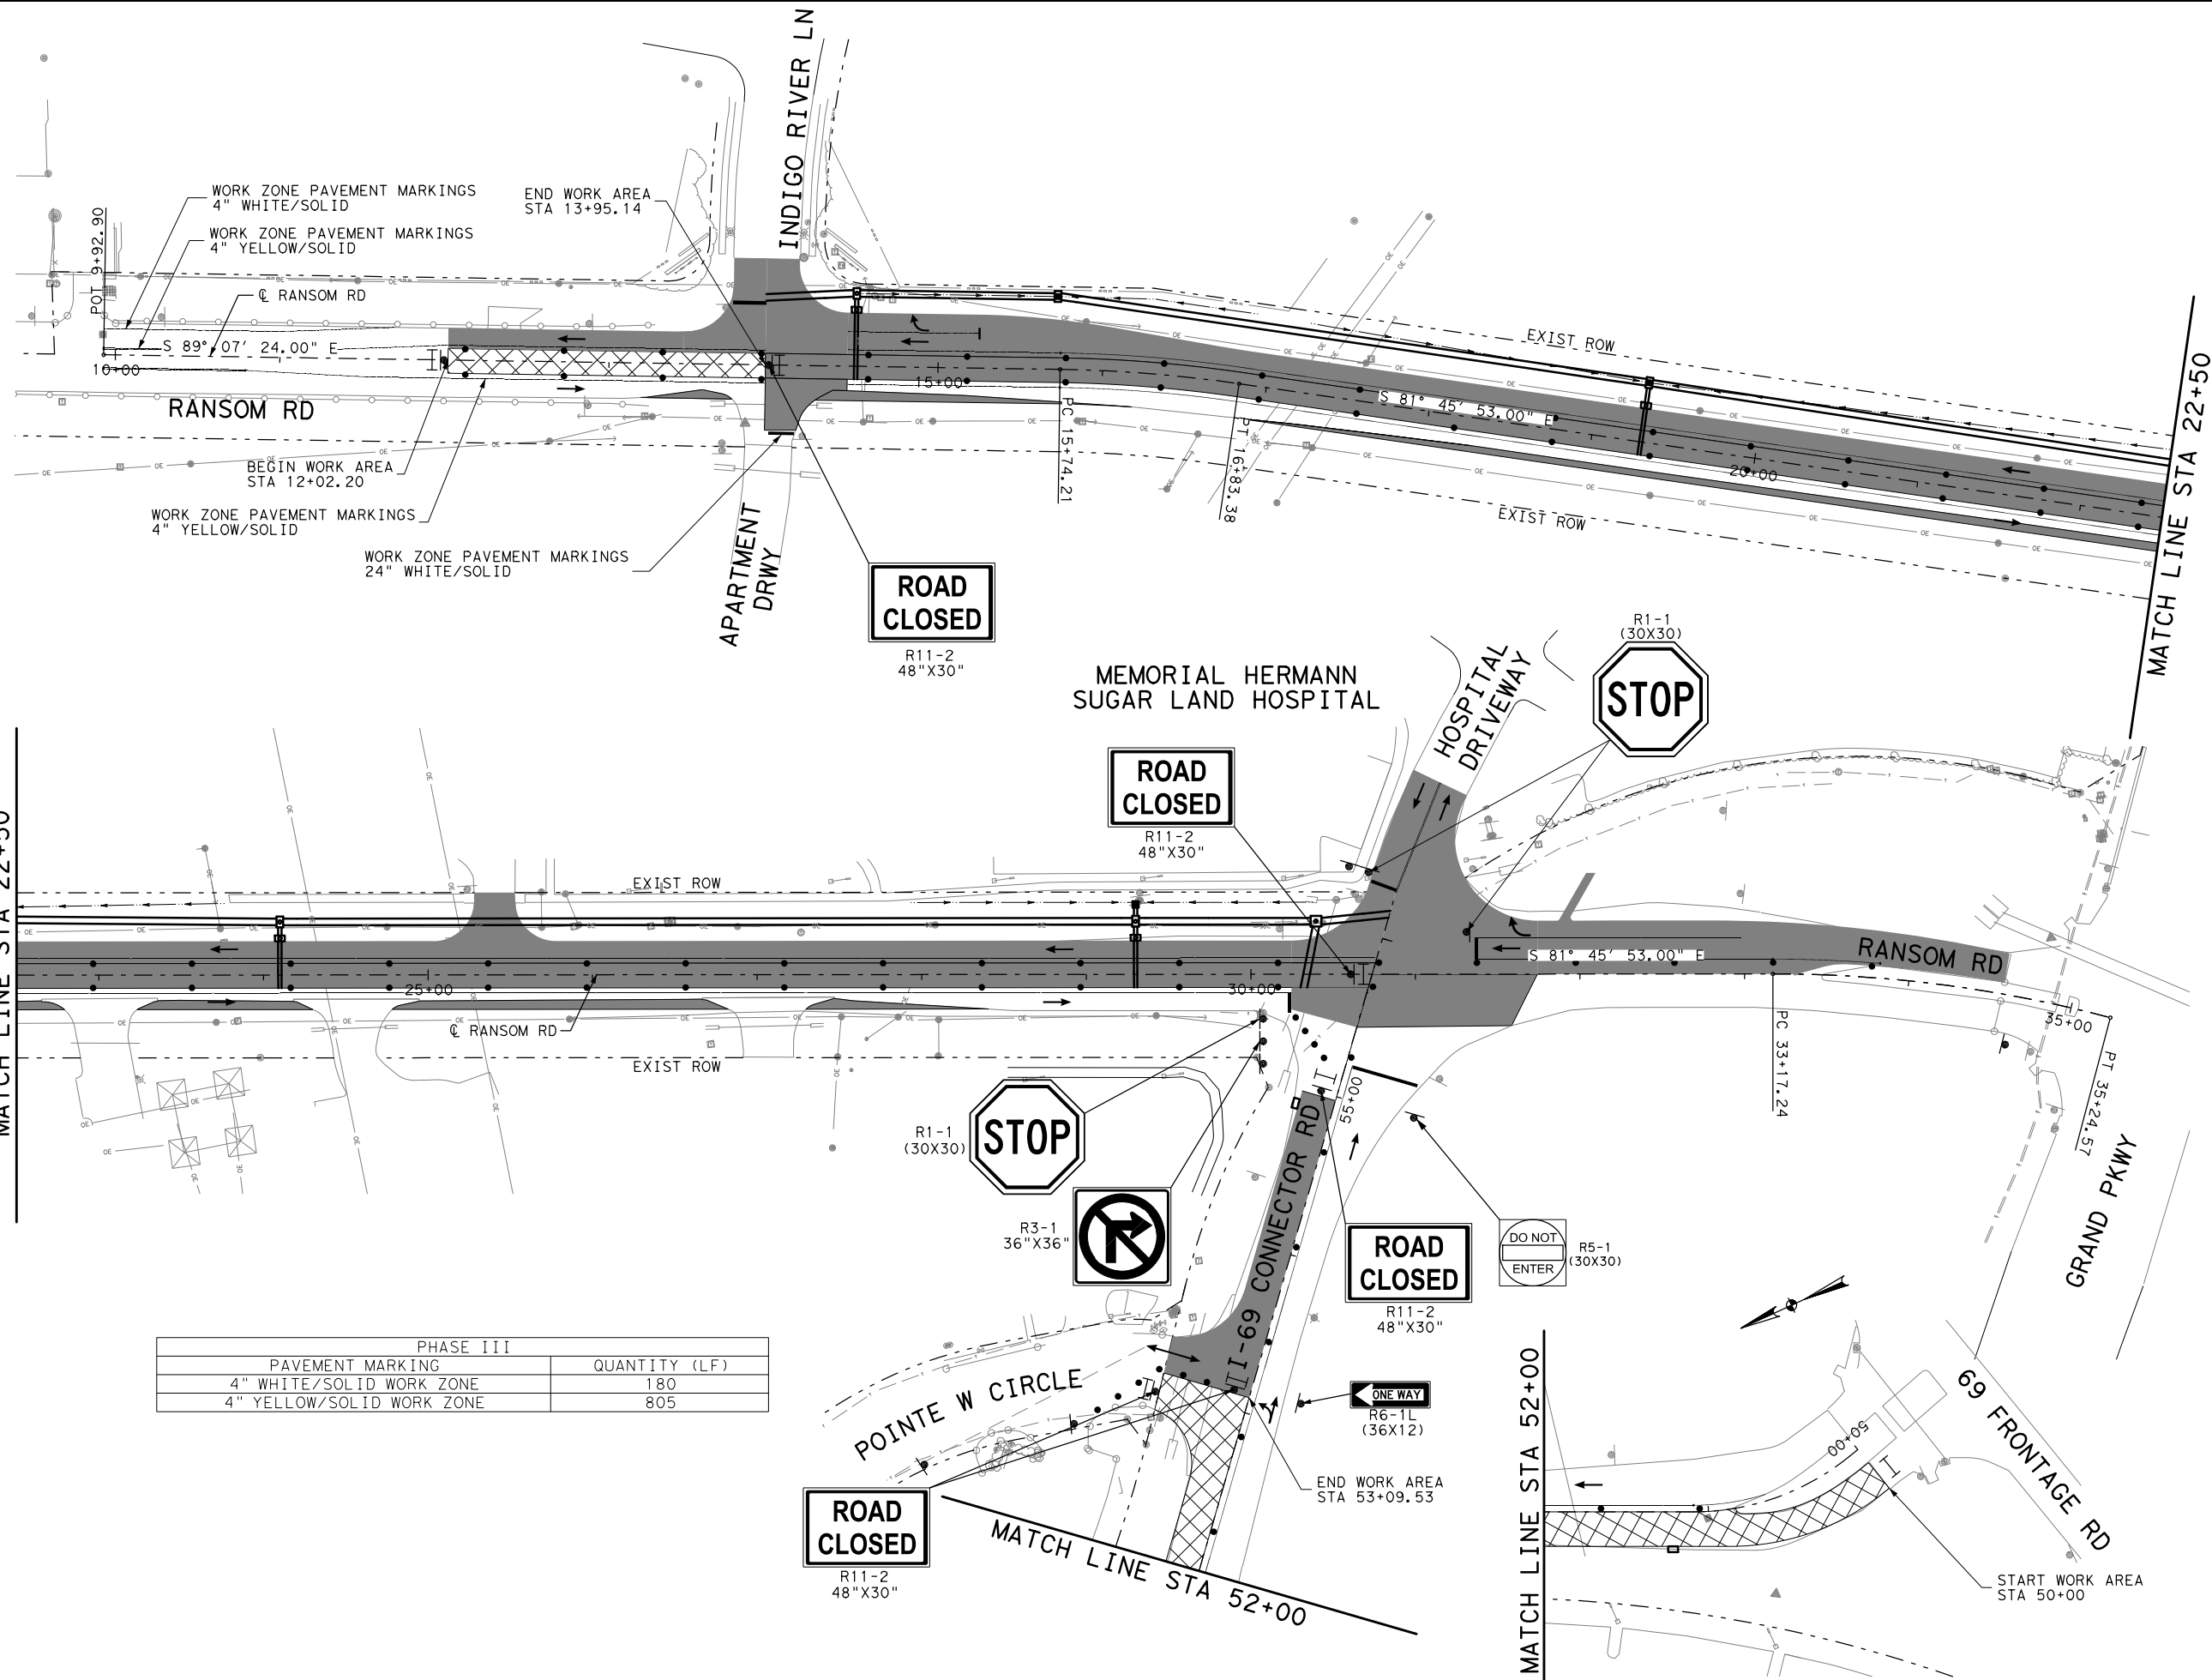 INDIGO RIVER LN
WORK ZONE PAVEMENT MARKINGS
4" WHITE/SOLID
END WORK AREA
STA 13+95.14
WORK ZONE PAVEMENT MARKINGS
4" YELLOW/SOLID
POT 9+92.90
℄ RANSOM RD
S 89° 07' 24.00" E
10+00
RANSOM RD
15+00
PC 15+74.21
PT 16+83.38
S 81° 45' 53.00" E
20+00
EXIST ROW
EXIST ROW
MATCH LINE STA 22+50
BEGIN WORK AREA
STA 12+02.20
WORK ZONE PAVEMENT MARKINGS
4" YELLOW/SOLID
WORK ZONE PAVEMENT MARKINGS
24" WHITE/SOLID
APARTMENT
DRWY
ROAD
CLOSED
R11-2
48"X30"
MEMORIAL HERMANN
SUGAR LAND HOSPITAL
HOSPITAL
DRIVEWAY
R1-1
(30X30)
STOP
ROAD
CLOSED
R11-2
48"X30"
MATCH LINE STA 22+50
EXIST ROW
25+00
℄ RANSOM RD
30+00
EXIST ROW
S 81° 45' 53.00" E
RANSOM RD
PC 33+17.24
35+00
PT 35+24.57
GRAND PKWY
R1-1
(30X30)
STOP
R3-1
36"X36"
55+00
I-69 CONNECTOR RD
ROAD
CLOSED
R11-2
48"X30"
DO NOT
ENTER
R5-1
(30X30)
PHASE III
PAVEMENT MARKING QUANTITY (LF)
4" WHITE/SOLID WORK ZONE 180
4" YELLOW/SOLID WORK ZONE 805
POINTE W CIRCLE
ONE WAY
R6-1L
(36X12)
END WORK AREA
STA 53+09.53
ROAD
CLOSED
R11-2
48"X30"
MATCH LINE STA 52+00
MATCH LINE STA 52+00
50+00
69 FRONTAGE RD
START WORK AREA
STA 50+00